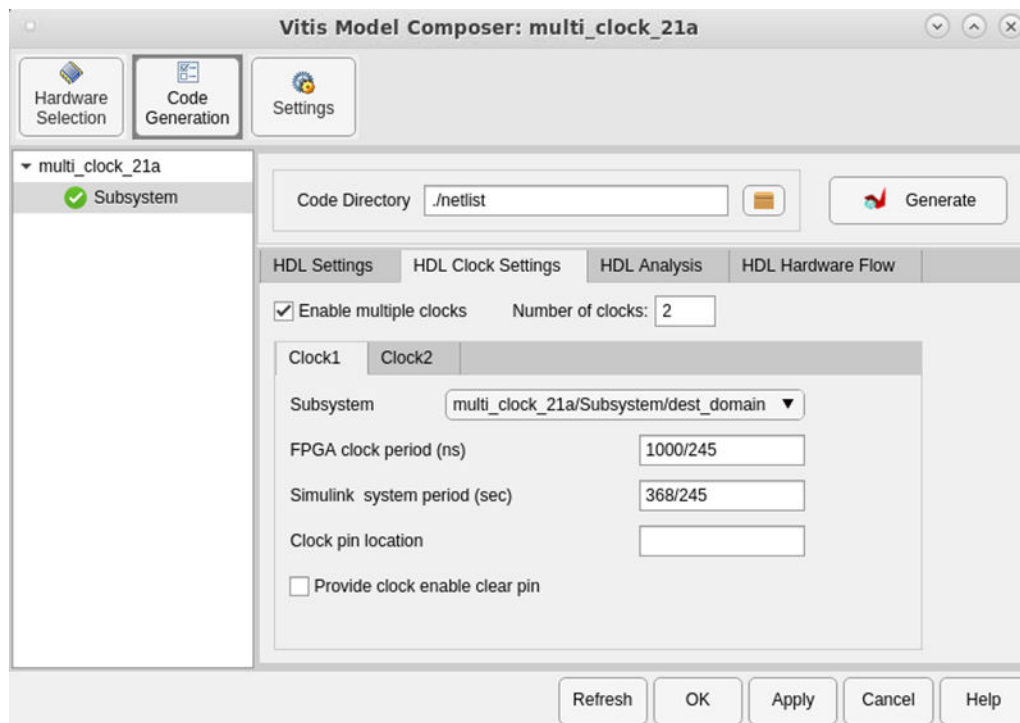 Vitis Model Composer: multi_clock_21a
Hardware
Selection
Code
Generation
Settings
multi_clock_21a
Subsystem
Code Directory ./netlist
Generate
HDL Settings HDL Clock Settings HDL Analysis HDL Hardware Flow
Enable multiple clocks Number of clocks: 2
Clock1 Clock2
Subsystem multi_clock_21a/Subsystem/dest_domain
FPGA clock period (ns) 1000/245
Simulink system period (sec) 368/245
Clock pin location
Provide clock enable clear pin
Refresh OK Apply Cancel Help